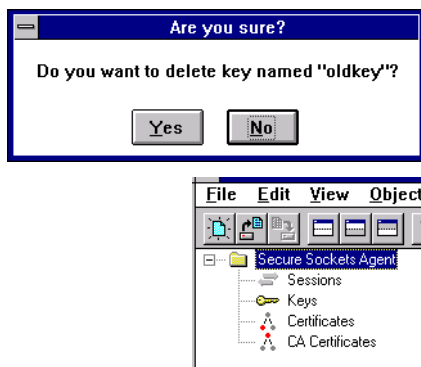 Are you sure?
Do you want to delete key named "oldkey"?
Yes No
File Edit View Object
Secure Sockets Agent
Sessions
Keys
Certificates
CA Certificates